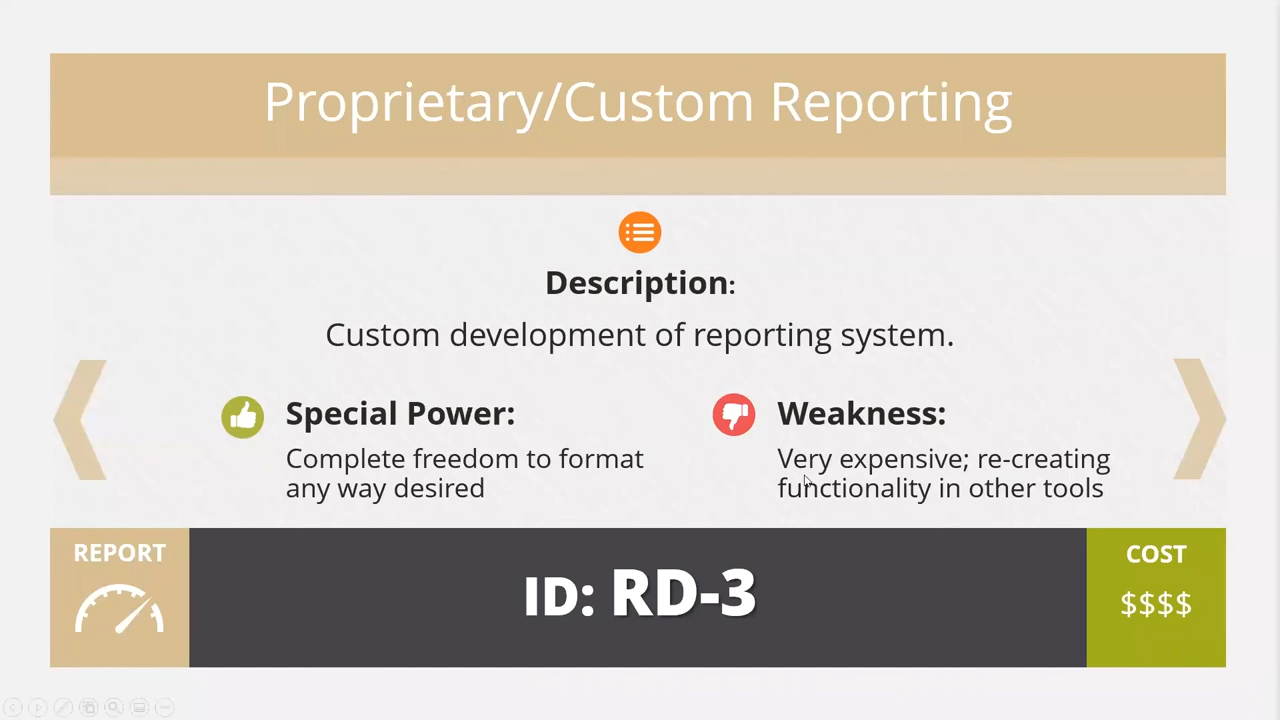 Proprietary/Custom Reporting
Description:
Custom development of reporting system.
Special Power:
Complete freedom to format
any way desired
Weakness:
Very expensive; re-creating
functionality in other tools
REPORT
ID: RD-3
COST
$$$$